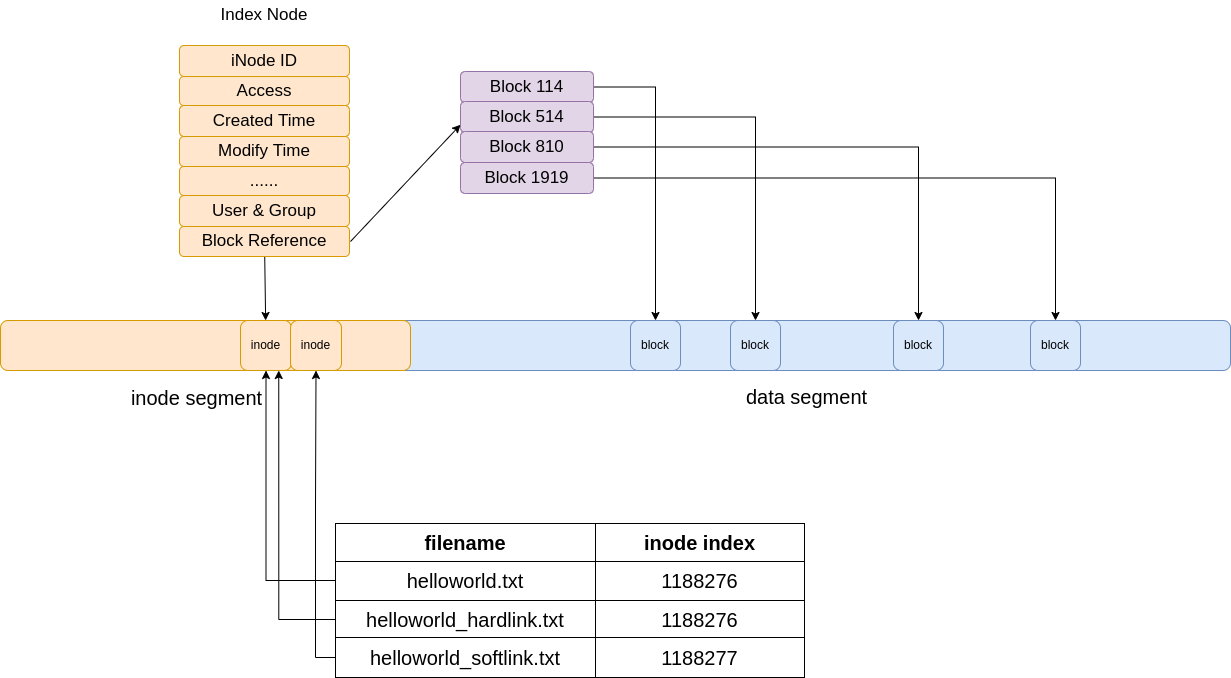 Index Node
iNode ID
Access
Created Time
Modify Time
......
User & Group
Block Reference
Block 114
Block 514
Block 810
Block 1919
inode
inode
block
block
block
block
inode segment
data segment
filename
inode index
helloworld.txt
1188276
helloworld_hardlink.txt
1188276
helloworld_softlink.txt
1188277